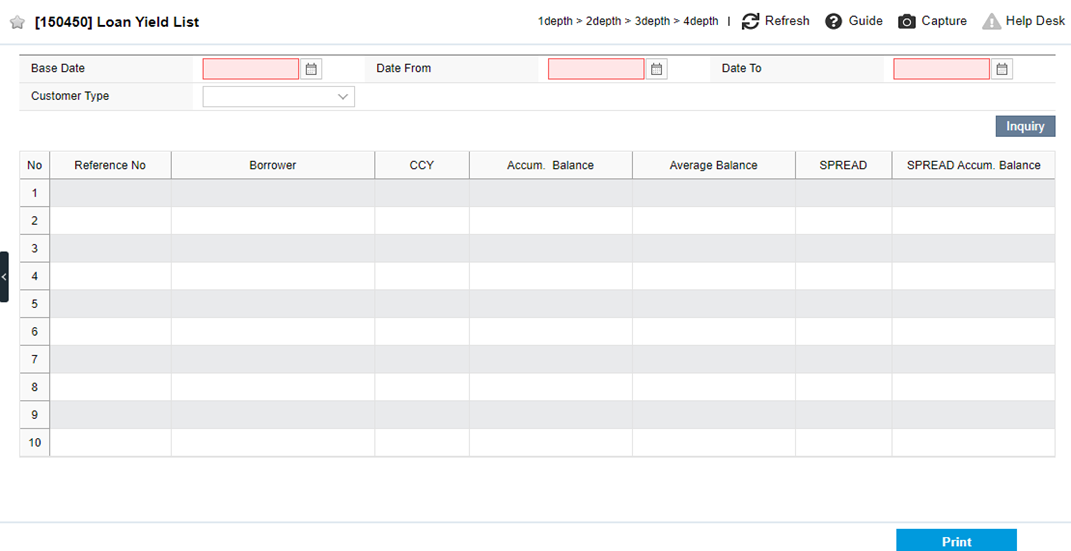 [150450] Loan Yield List
1depth > 2depth > 3depth > 4depth | Refresh Guide Capture Help Desk
Base Date Date From Date To
Customer Type
Inquiry
No Reference No Borrower CCY Accum. Balance Average Balance SPREAD SPREAD Accum. Balance
1
2
3
4
5
6
7
8
9
10
Print